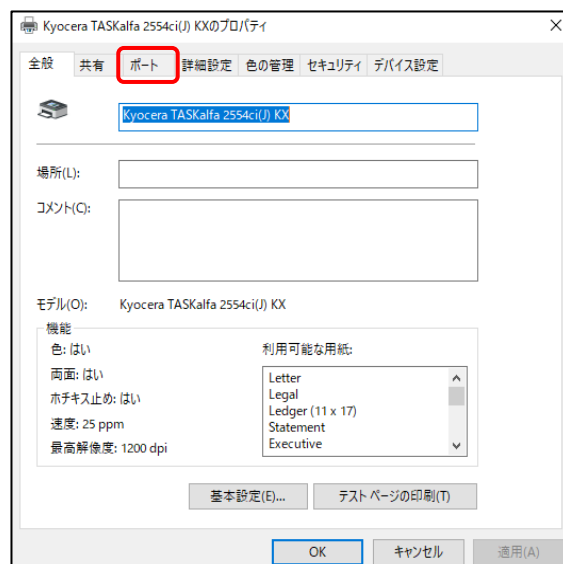 Kyocera TASKalfa 2554ci(J) KXのプロパティ
全般 共有 ポート 詳細設定 色の管理 セキュリティ デバイス設定
Kyocera TASKalfa 2554ci(J) KX
場所(L):
コメント(C):
モデル(O): Kyocera TASKalfa 2554ci(J) KX
機能
色: はい
両面: はい
ホチキス止め: はい
速度: 25 ppm
最高解像度: 1200 dpi
利用可能な用紙:
Letter
Legal
Ledger (11 x 17)
Statement
Executive
基本設定(E)... テスト ページの印刷(T)
OK キャンセル 適用(A)